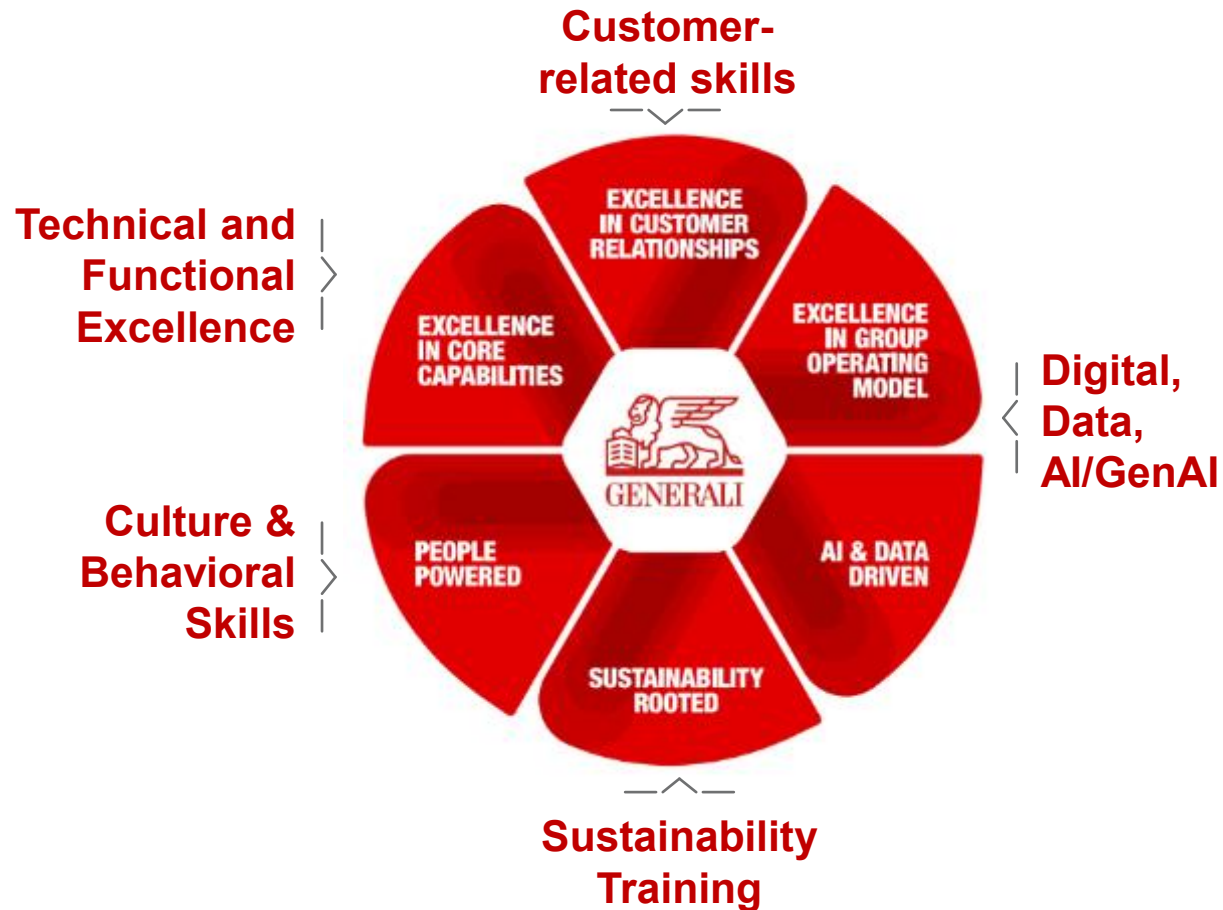 Customer-
related skills
EXCELLENCE
IN CUSTOMER
RELATIONSHIPS
Technical and
Functional
Excellence
EXCELLENCE
IN CORE
CAPABILITIES
EXCELLENCE
IN GROUP
OPERATING
MODEL
Digital,
Data,
AI/GenAI
GENERALI
Culture &
Behavioral
Skills
PEOPLE
POWERED
AI & DATA
DRIVEN
SUSTAINABILITY
ROOTED
Sustainability
Training